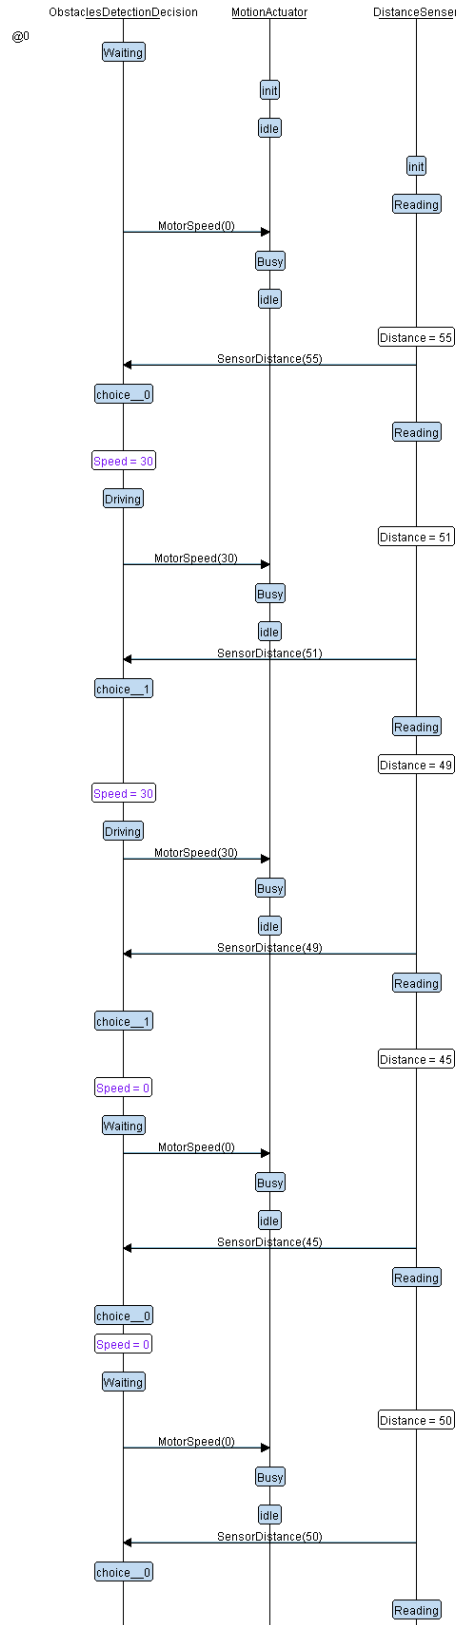 ObstaclesDetectionDecision MotionActuator DistanceSenser
@0
Waiting
init
idle
init
Reading
MotorSpeed(0)
Busy
idle
Distance = 55
SensorDistance(55)
choice__0
Reading
Speed = 30
Driving
Distance = 51
MotorSpeed(30)
Busy
idle
SensorDistance(51)
choice__1
Reading
Distance = 49
Speed = 30
Driving
MotorSpeed(30)
Busy
idle
SensorDistance(49)
Reading
choice__1
Distance = 45
Speed = 0
Waiting
MotorSpeed(0)
Busy
idle
SensorDistance(45)
Reading
choice__0
Speed = 0
Waiting
Distance = 50
MotorSpeed(0)
Busy
idle
SensorDistance(50)
choice__0
Reading